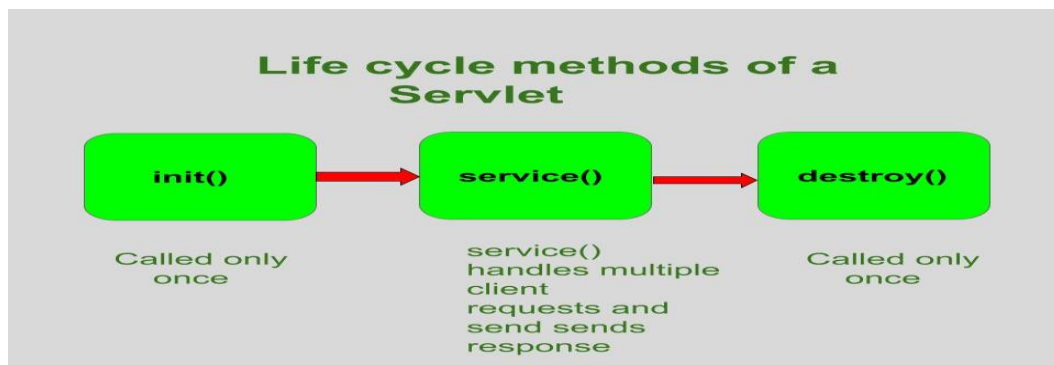 Life cycle methods of a
Servlet
init()
service()
destroy()
Called only
once
service()
handles multiple
client
requests and
send sends
response
Called only
once